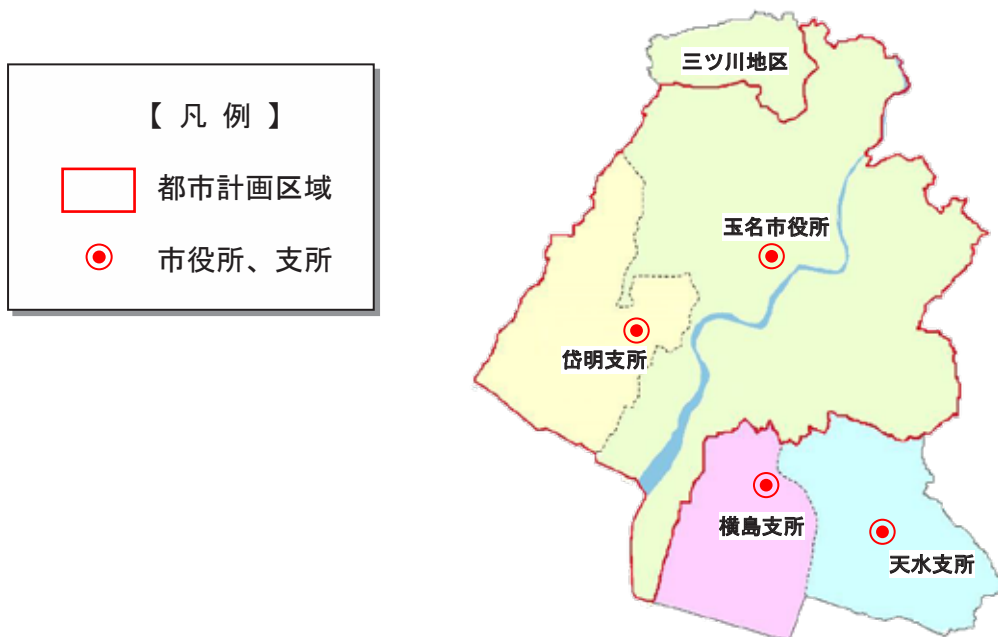 【 凡 例 】
都市計画区域
市役所、支所
三ツ川地区
玉名市役所
岱明支所
横島支所
天水支所